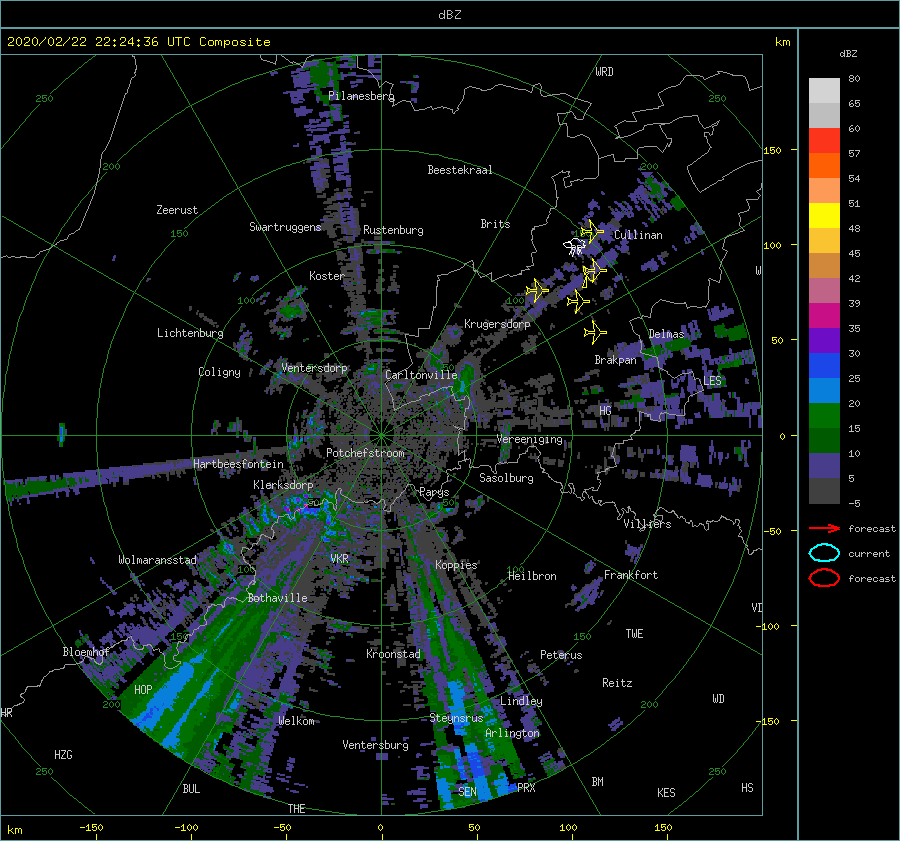 dBZ
2020/02/22 22:24:36 UTC Composite
km
dBZ
80
65
60
57
54
51
48
45
42
39
35
30
25
20
15
10
5
-5
forecast
current
forecast
WRD
250
250
Pilanesberg
150
200
200
Beestekraal
Zeerust
150
Swartruggens
Rustenburg
Brits
Cullinan
100
Koster
100
100
Lichtenburg
Krugersdorp
Delmas
50
Coligny
Ventersdorp
Carltonville
Brakpan
LES
HG
0
Vereeniging
Potchefstroom
Hartbeesfontein
Klerksdorp
Parys
Sasolburg
50
50
Villiers
-50
Wolmaransstad
VKR
Koppies
100
100
Heilbron
Frankfort
Bothaville
-100
150
150
TWE
Bloemhof
Kroonstad
Peterus
HOP
Reitz
200
200
WD
HR
Lindley
Welkom
Steynsrus
-150
Arlington
HZG
Ventersburg
250
250
BUL
SEN
PRX
BM
KES
HS
THE
km
-150
-100
-50
0
50
100
150